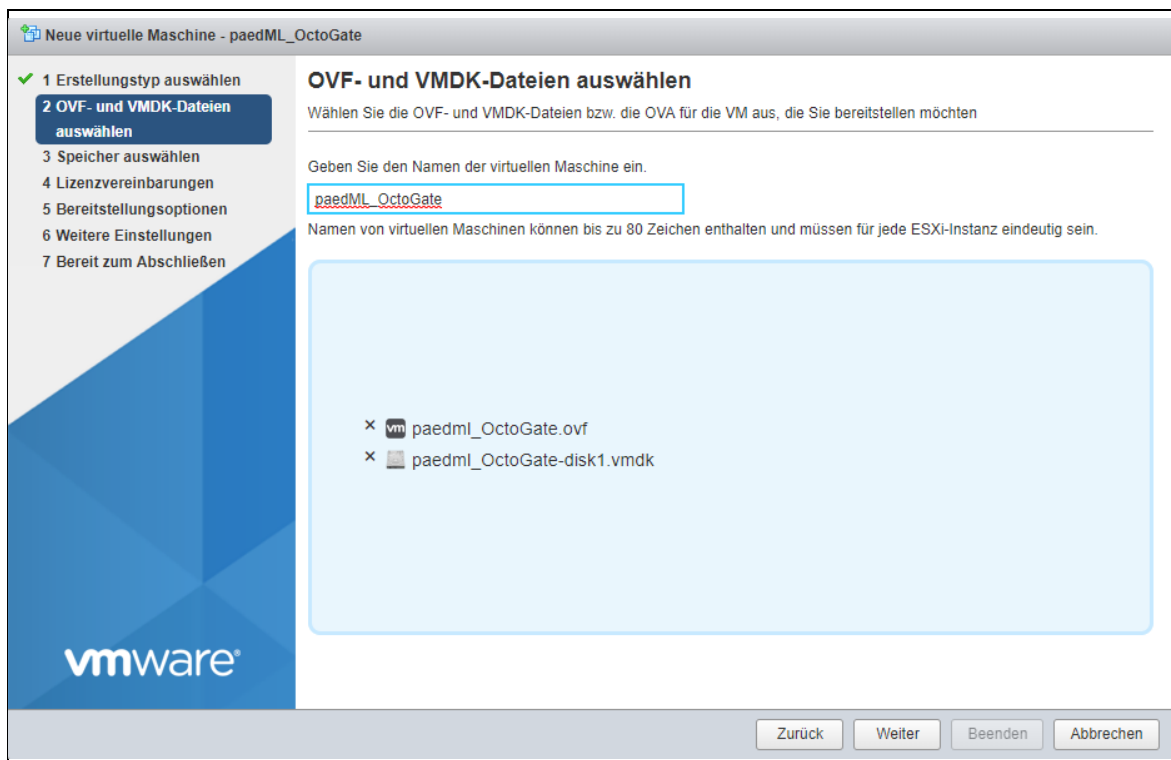 Neue virtuelle Maschine - paedML_OctoGate
1 Erstellungstyp auswählen
2 OVF- und VMDK-Dateien
auswählen
3 Speicher auswählen
4 Lizenzvereinbarungen
5 Bereitstellungsoptionen
6 Weitere Einstellungen
7 Bereit zum Abschließen
OVF- und VMDK-Dateien auswählen
Wählen Sie die OVF- und VMDK-Dateien bzw. die OVA für die VM aus, die Sie bereitstellen möchten
Geben Sie den Namen der virtuellen Maschine ein.
paedML_OctoGate
Namen von virtuellen Maschinen können bis zu 80 Zeichen enthalten und müssen für jede ESXi-Instanz eindeutig sein.
× vm paedml_OctoGate.ovf
× paedml_OctoGate-disk1.vmdk
vmware®
Zurück Weiter Beenden Abbrechen